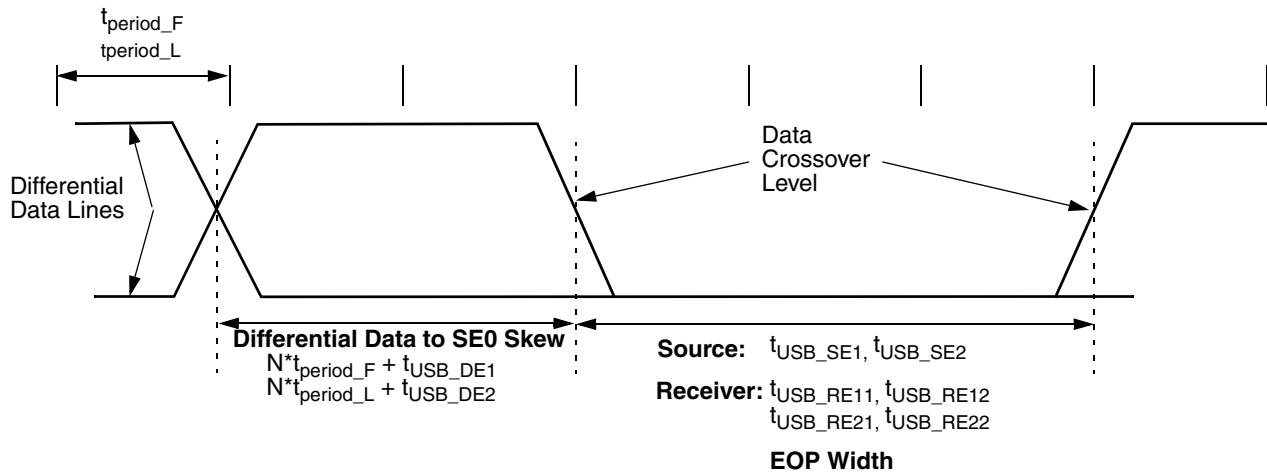 tperiod_F
tperiod_L
Differential
Data Lines
Data
Crossover
Level
Differential Data to SE0 Skew
N*tperiod_F + tUSB_DE1
N*tperiod_L + tUSB_DE2
Source: tUSB_SE1, tUSB_SE2
Receiver: tUSB_RE11, tUSB_RE12
tUSB_RE21, tUSB_RE22
EOP Width